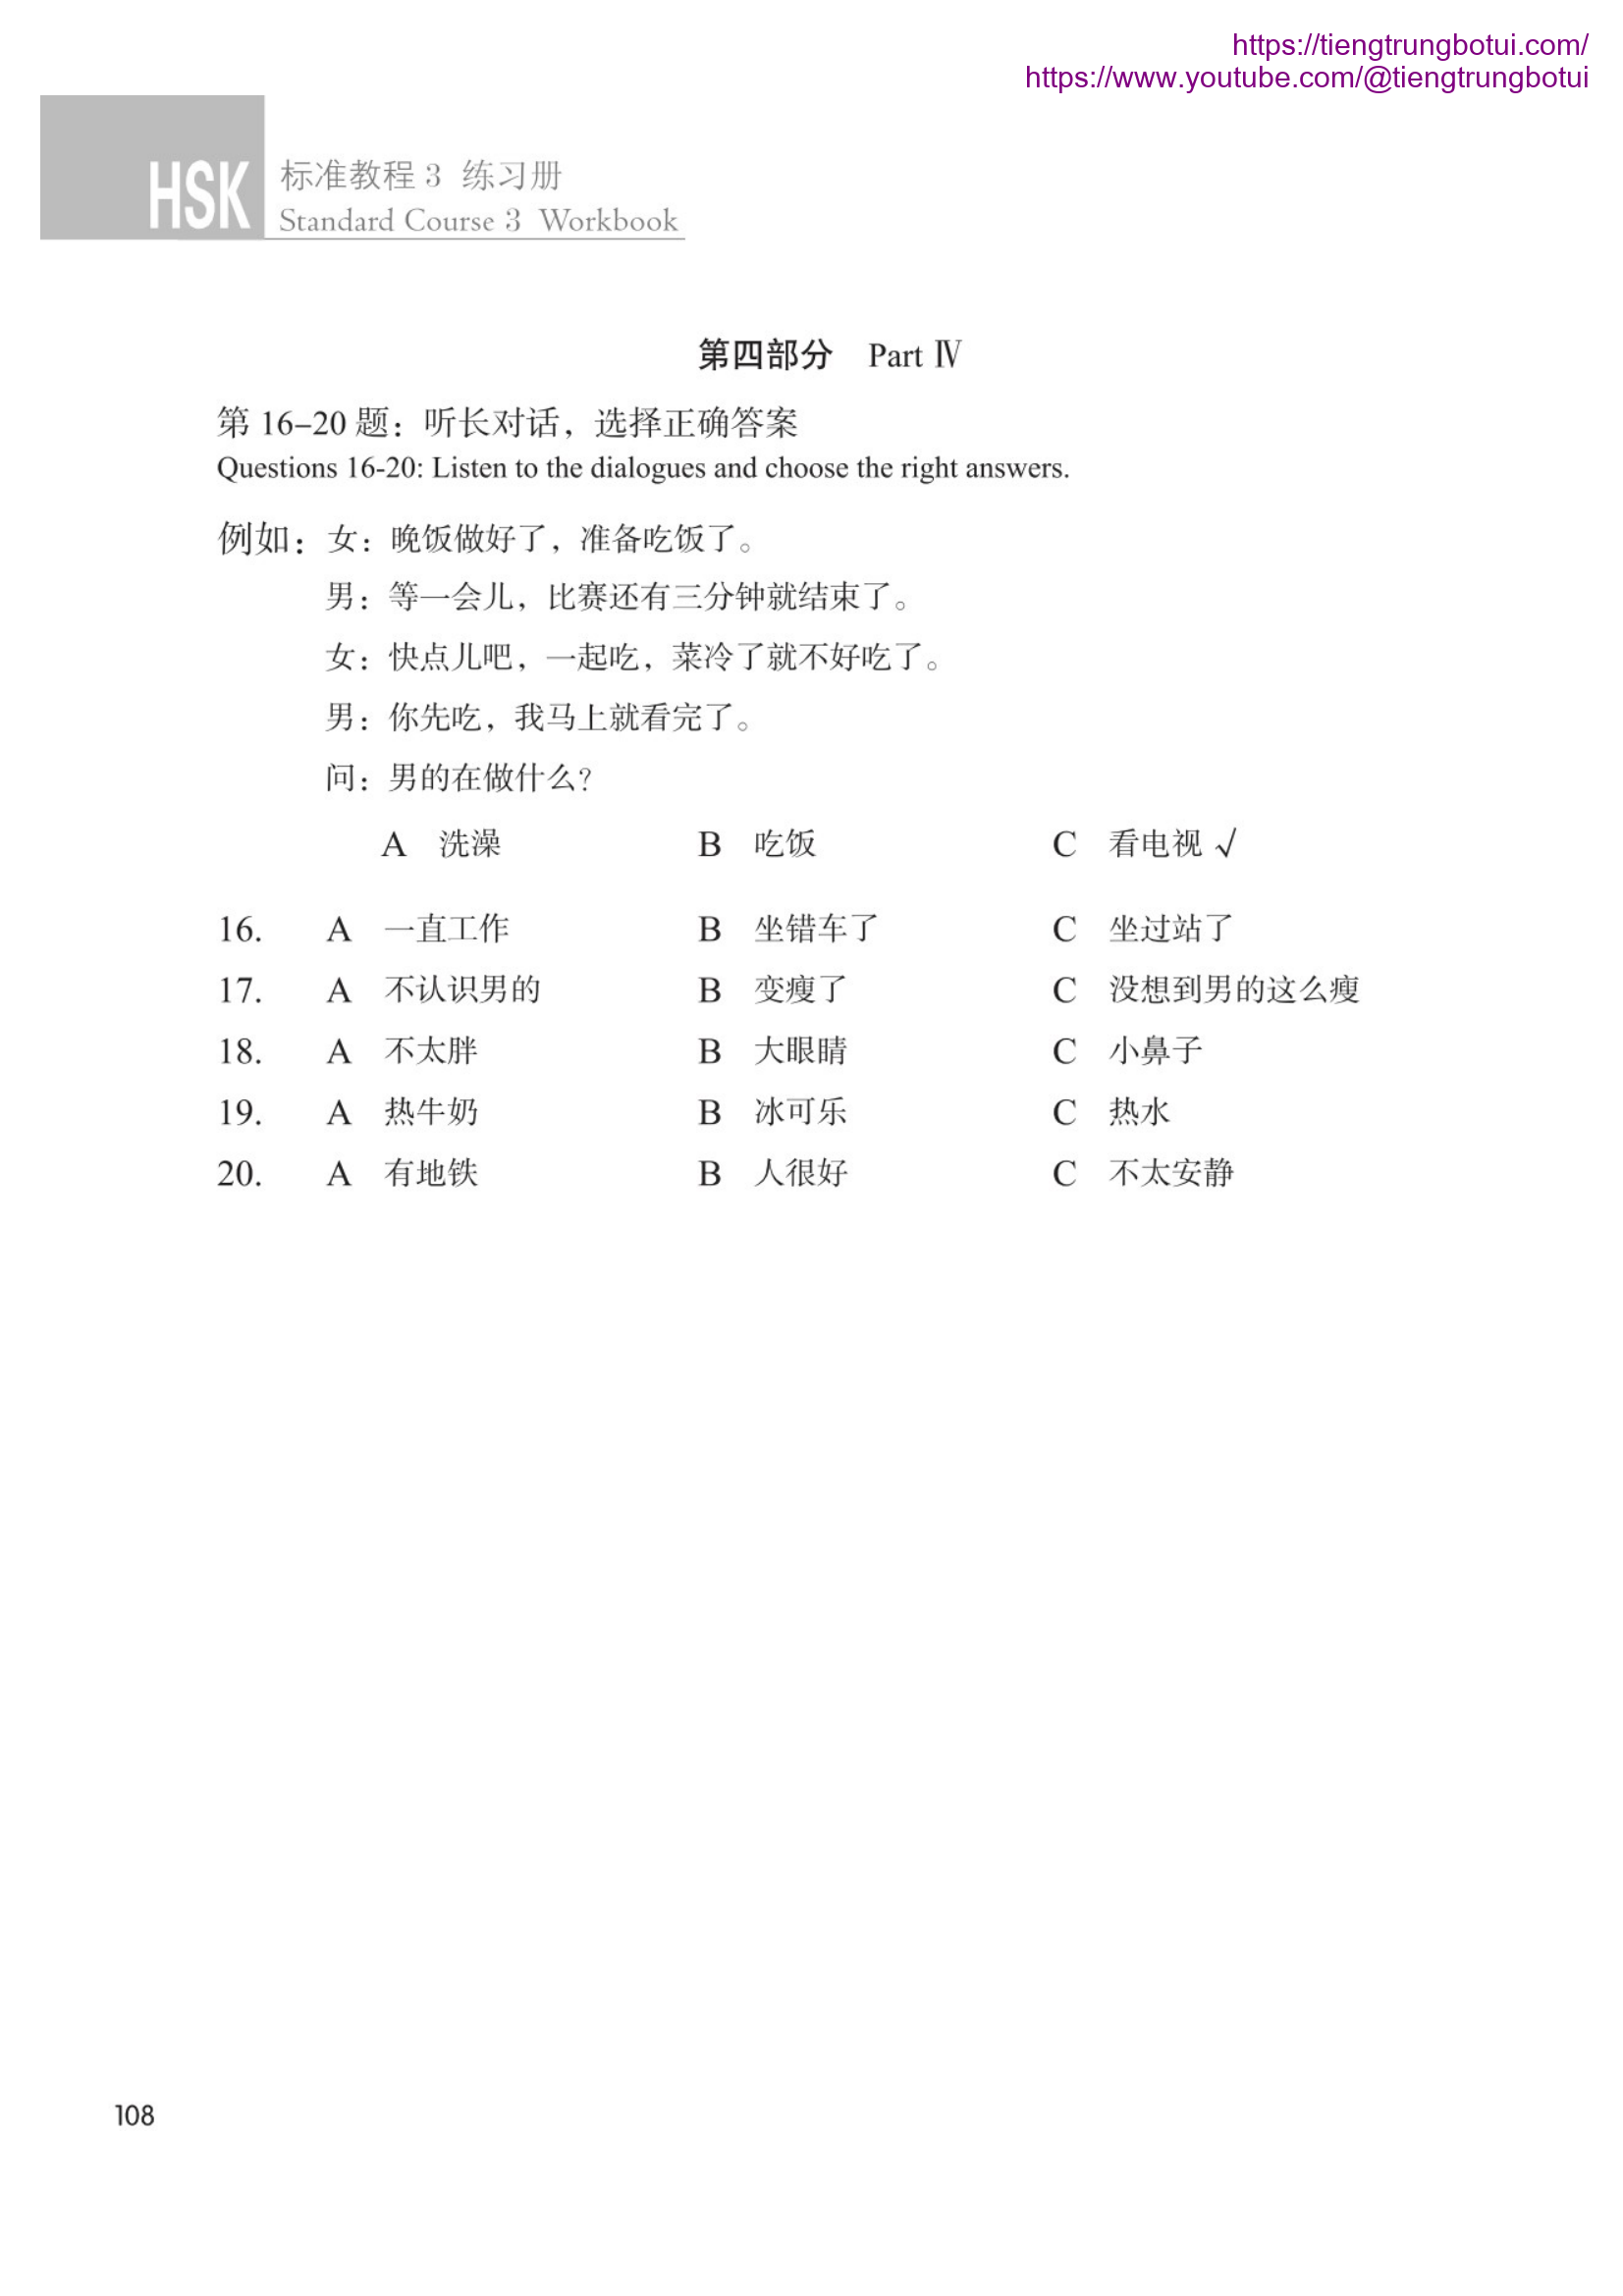 https://tiengtrungbotui.com/
https://www.youtube.com/@tiengtrungbotui
HSK 标准教程 3 练习册
Standard Course 3 Workbook
第四部分 Part Ⅳ
第 16–20 题：听长对话，选择正确答案
Questions 16-20: Listen to the dialogues and choose the right answers.
例如：女：晚饭做好了，准备吃饭了。
男：等一会儿，比赛还有三分钟就结束了。
女：快点儿吧，一起吃，菜冷了就不好吃了。
男：你先吃，我马上就看完了。
问：男的在做什么？
A 洗澡 B 吃饭 C 看电视 √
16. A 一直工作 B 坐错车了 C 坐过站了
17. A 不认识男的 B 变瘦了 C 没想到男的这么瘦
18. A 不太胖 B 大眼睛 C 小鼻子
19. A 热牛奶 B 冰可乐 C 热水
20. A 有地铁 B 人很好 C 不太安静
108